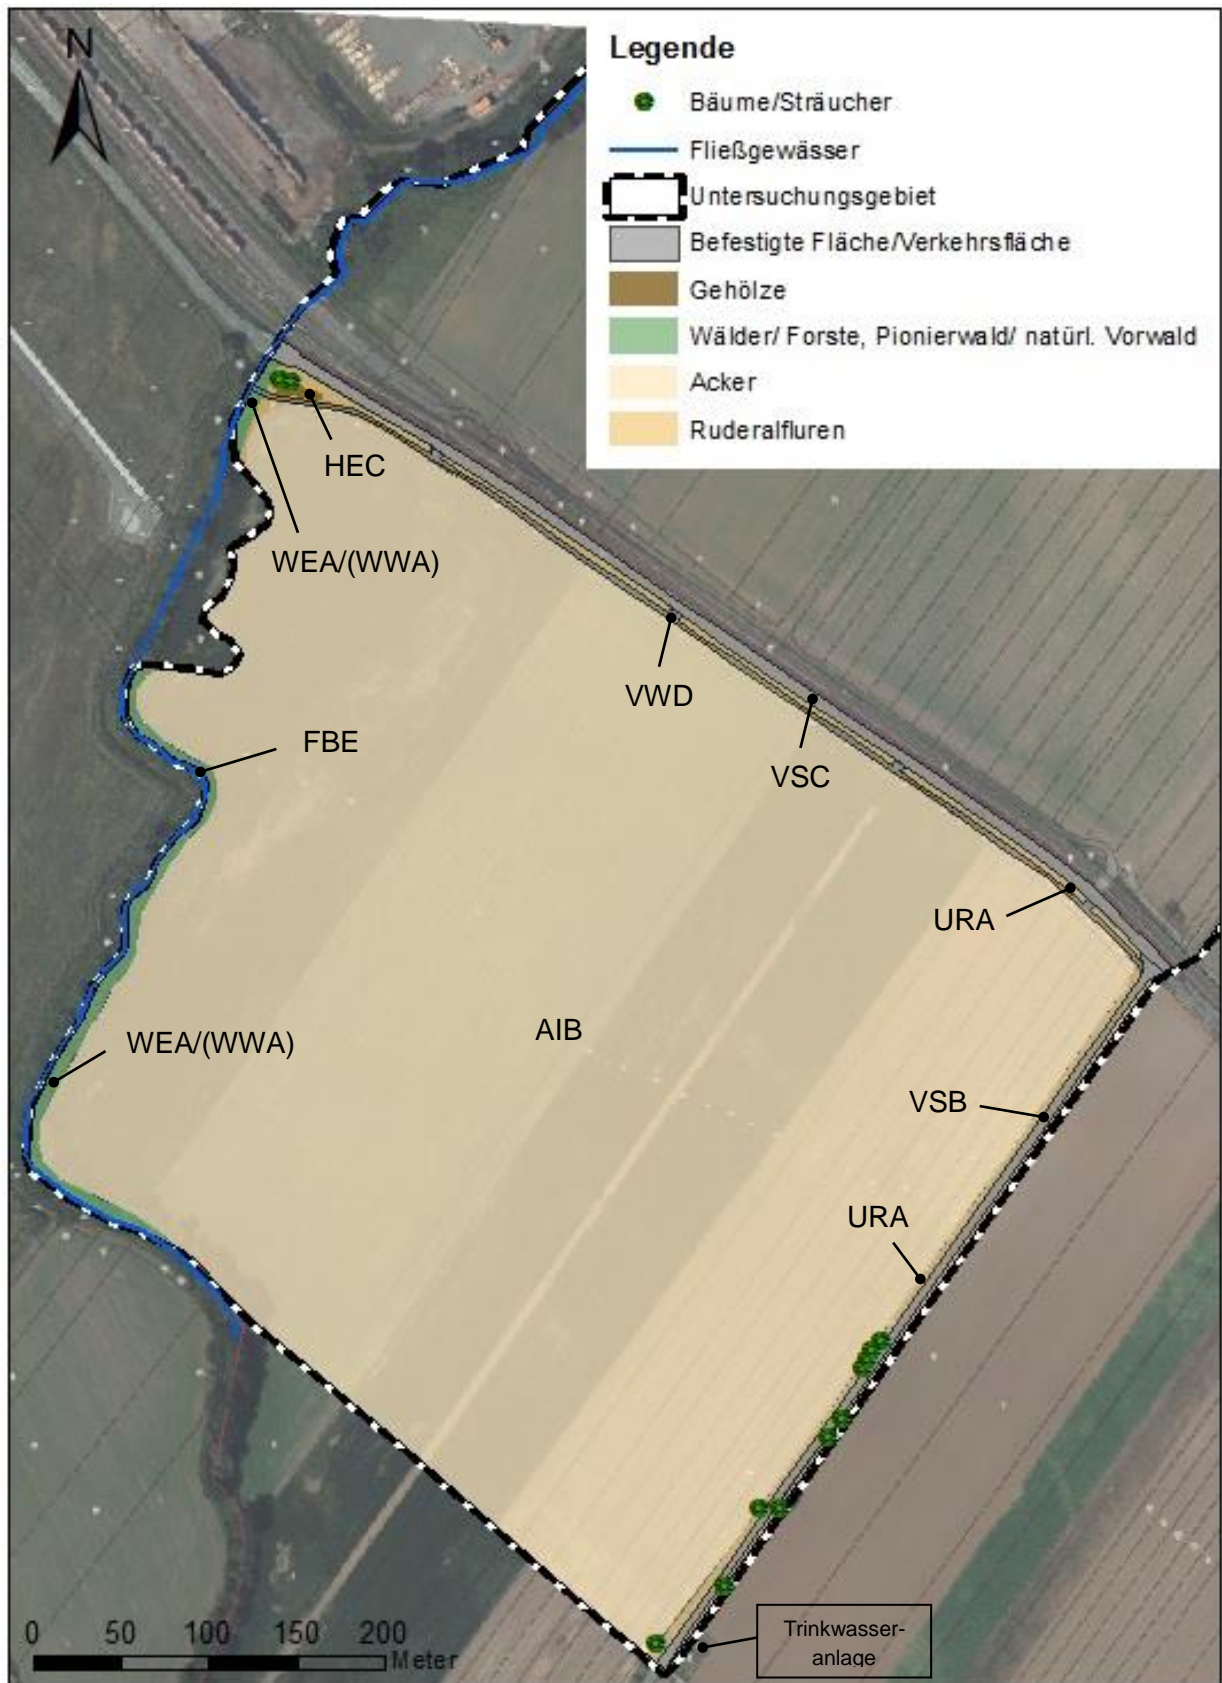 N
Legende
Bäume/Sträucher
Fließgewässer
Untersuchungsgebiet
Befestigte Fläche/Verkehrsfläche
Gehölze
Wälder/ Forste, Pionierwald/ natürl. Vorwald
Acker
Ruderalfluren
HEC
WEA/(WWA)
VWD
FBE
VSC
URA
AIB
WEA/(WWA)
VSB
URA
0 50 100 150 200
Meter
Trinkwasser-
anlage